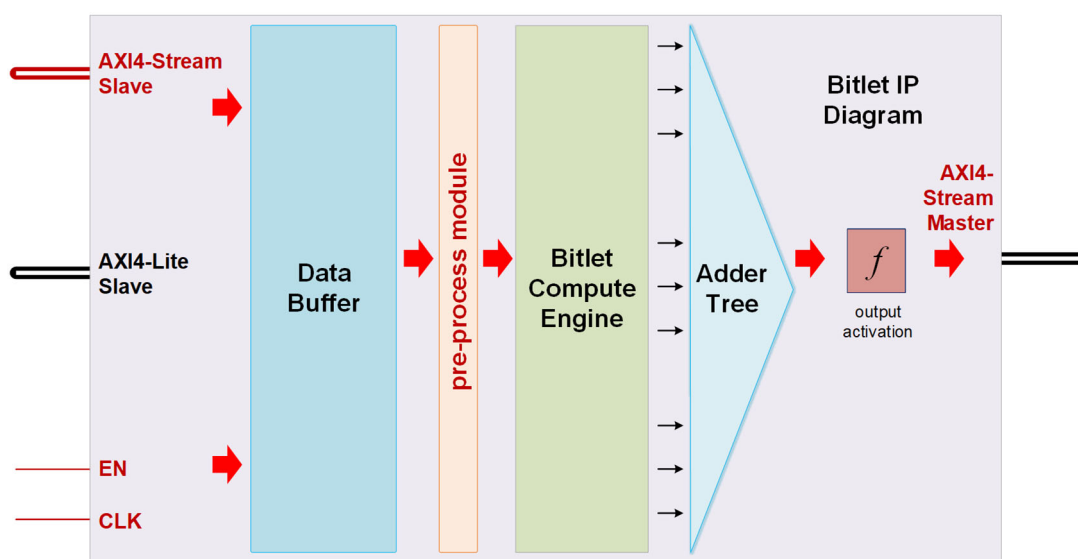 AXI4-Stream
Slave
AXI4-Lite
Slave
EN
CLK
Data
Buffer
pre-process module
Bitlet
Compute
Engine
Adder
Tree
Bitlet IP
Diagram
f
output
activation
AXI4-
Stream
Master